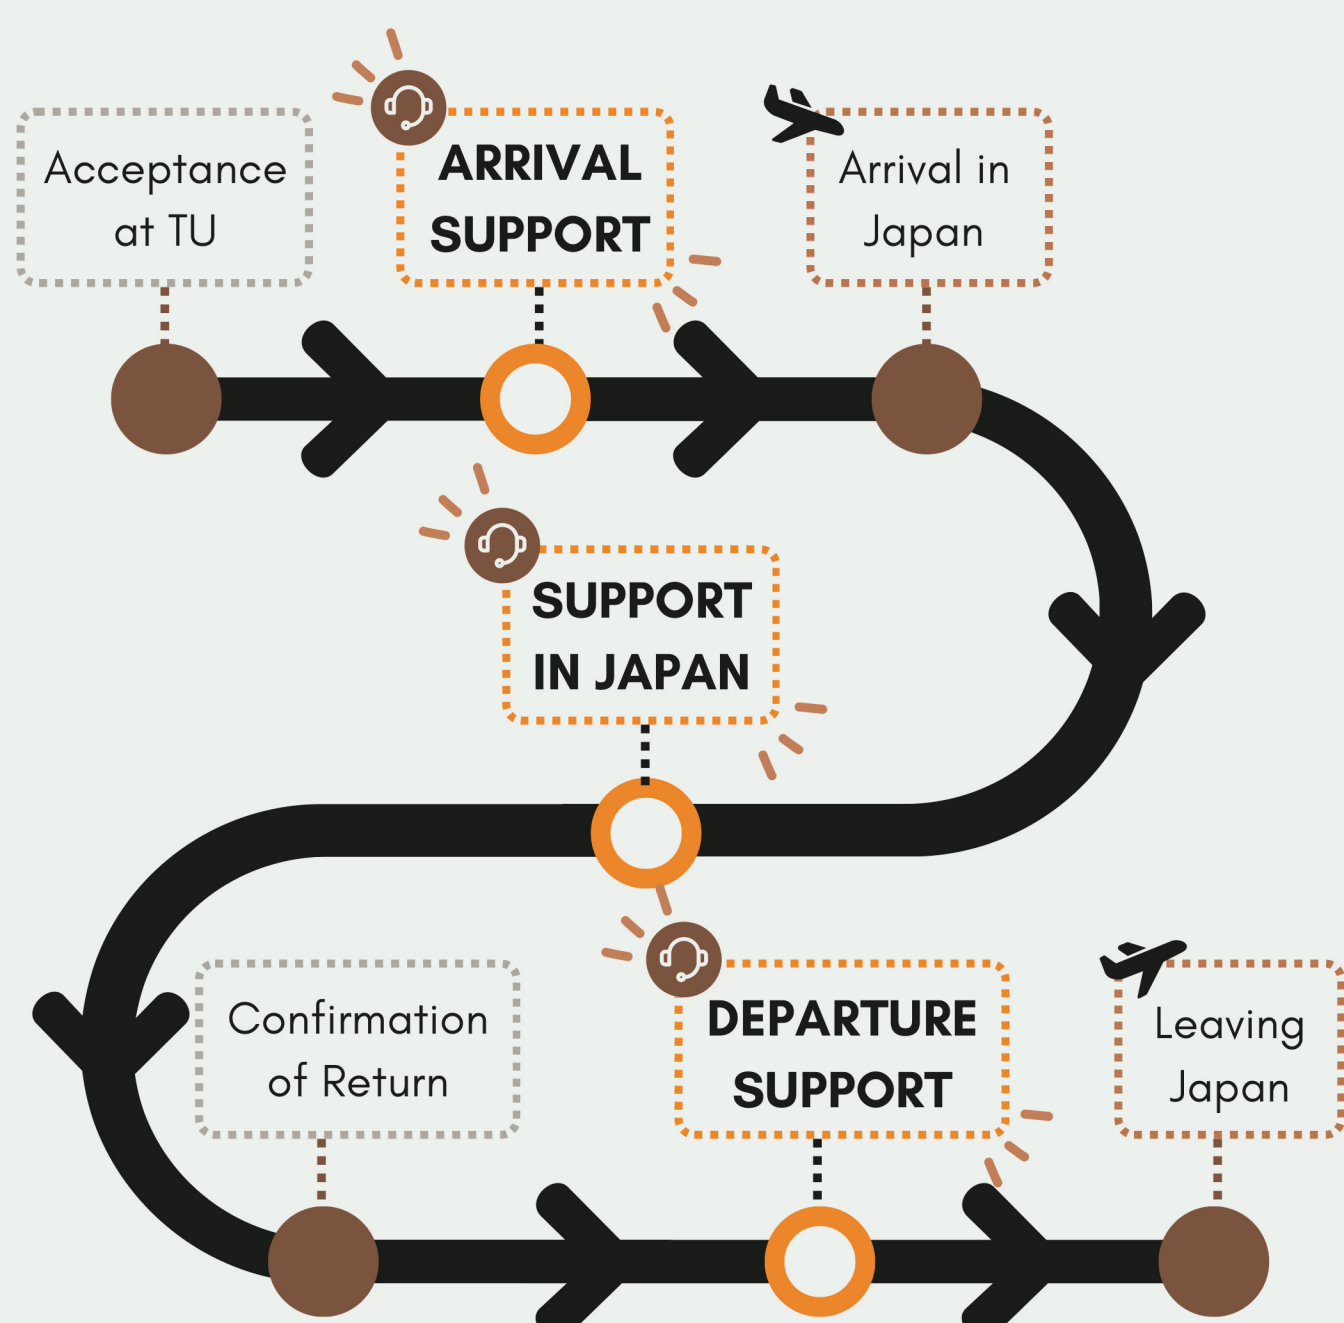 Acceptance
at TU
ARRIVAL
SUPPORT
Arrival in
Japan
SUPPORT
IN JAPAN
Confirmation
of Return
DEPARTURE
SUPPORT
Leaving
Japan